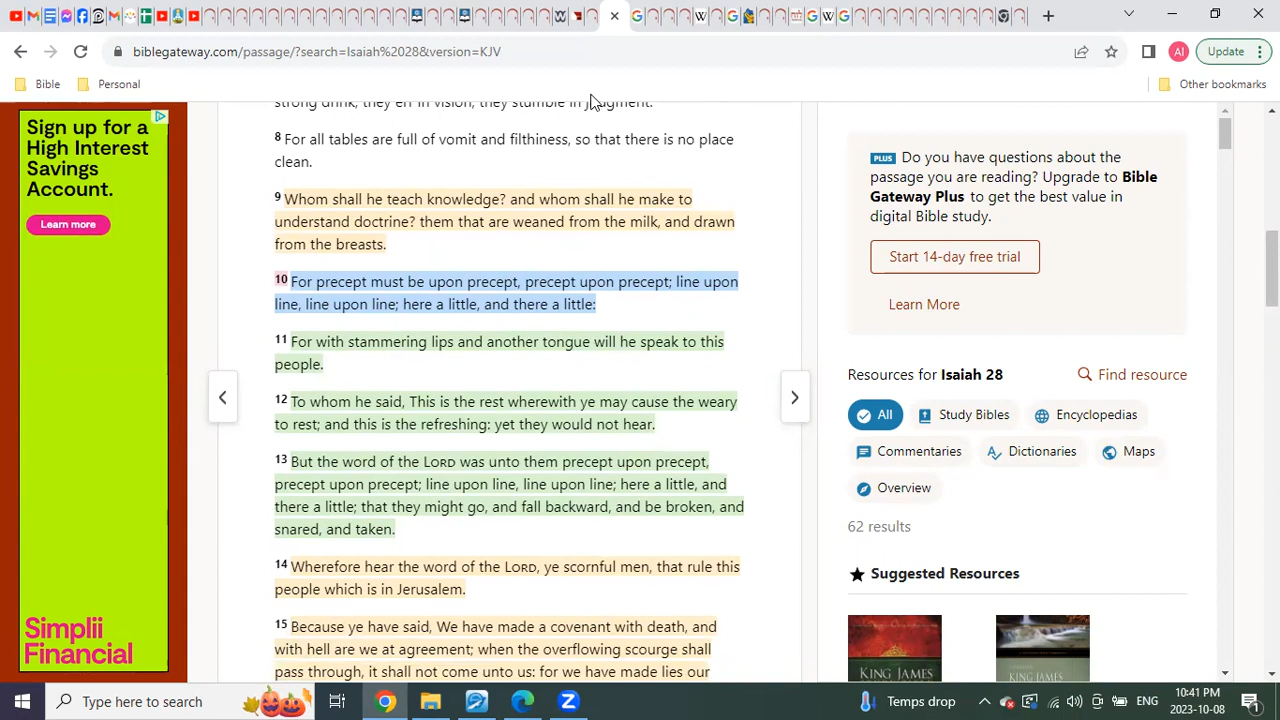 biblegateway.com/passage/?search=Isaiah%2028&version=KJV
AI
Update
Bible
Personal
Other bookmarks
Sign up for a
High Interest
Savings
Account.
Learn more
Simplii
Financial
strong drink, they err in vision, they stumble in judgment.
8 For all tables are full of vomit and filthiness, so that there is no place
clean.
9 Whom shall he teach knowledge? and whom shall he make to
understand doctrine? them that are weaned from the milk, and drawn
from the breasts.
10 For precept must be upon precept, precept upon precept; line upon
line, line upon line; here a little, and there a little:
11 For with stammering lips and another tongue will he speak to this
people.
12 To whom he said, This is the rest wherewith ye may cause the weary
to rest; and this is the refreshing: yet they would not hear.
13 But the word of the LORD was unto them precept upon precept,
precept upon precept; line upon line, line upon line; here a little, and
there a little; that they might go, and fall backward, and be broken, and
snared, and taken.
14 Wherefore hear the word of the LORD, ye scornful men, that rule this
people which is in Jerusalem.
15 Because ye have said, We have made a covenant with death, and
with hell are we at agreement; when the overflowing scourge shall
pass through, it shall not come unto us: for we have made lies our
PLUS Do you have questions about the
passage you are reading? Upgrade to Bible
Gateway Plus to get the best value in
digital Bible study.
Start 14-day free trial
Learn More
Resources for Isaiah 28
Find resource
All
Study Bibles
Encyclopedias
Commentaries
Dictionaries
Maps
Overview
62 results
Suggested Resources
KING JAMES
Type here to search
Temps drop
ENG
10:41 PM
2023-10-08
1